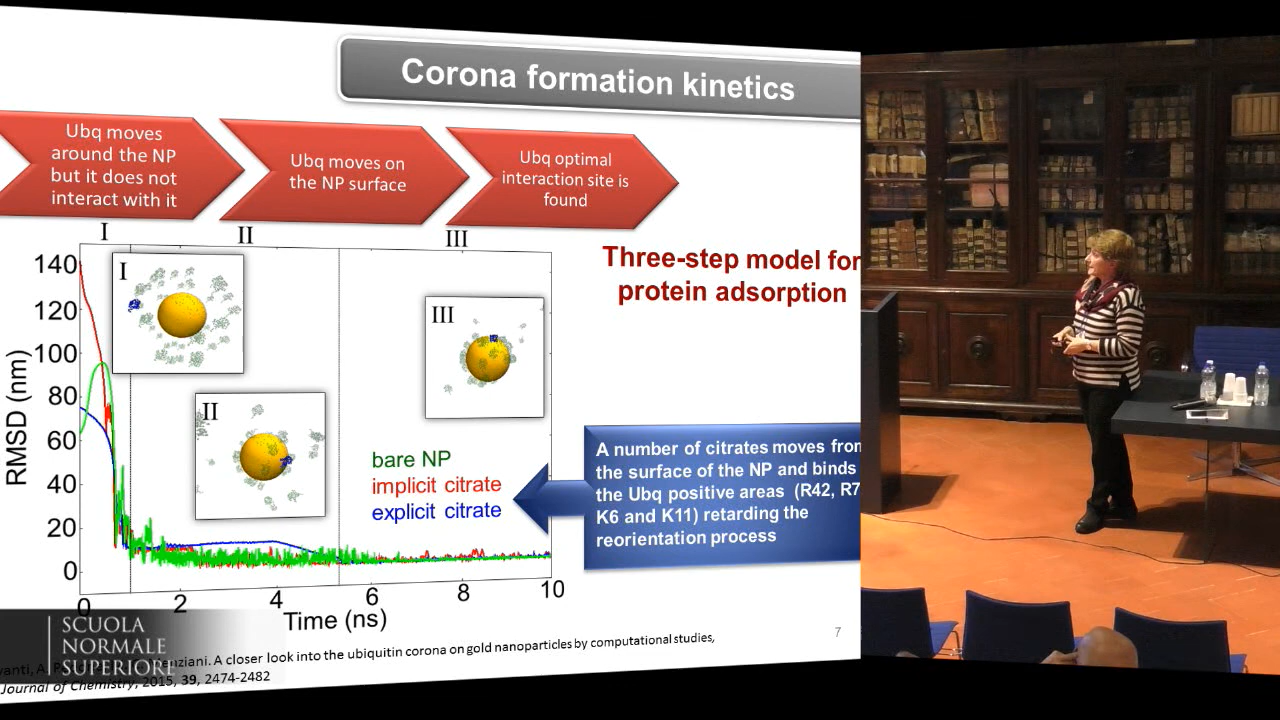 Corona formation kinetics
Ubq moves
around the NP
but it does not
interact with it
Ubq moves on
the NP surface
Ubq optimal
interaction site is
found
I
II
III
Three-step model for
protein adsorption
140
120
100
80
60
40
20
0
RMSD (nm)
I
II
III
bare NP
implicit citrate
explicit citrate
A number of citrates moves from
the surface of the NP and binds
the Ubq positive areas (R42, R7
K6 and K11) retarding the
reorientation process
0
2
4
6
8
10
Time (ns)
7
SCUOLA
NORMALE
SUPERIORE
A closer look into the ubiquitin corona on gold nanoparticles by computational studies,
Journal of Chemistry, 2015, 39, 2474-2482